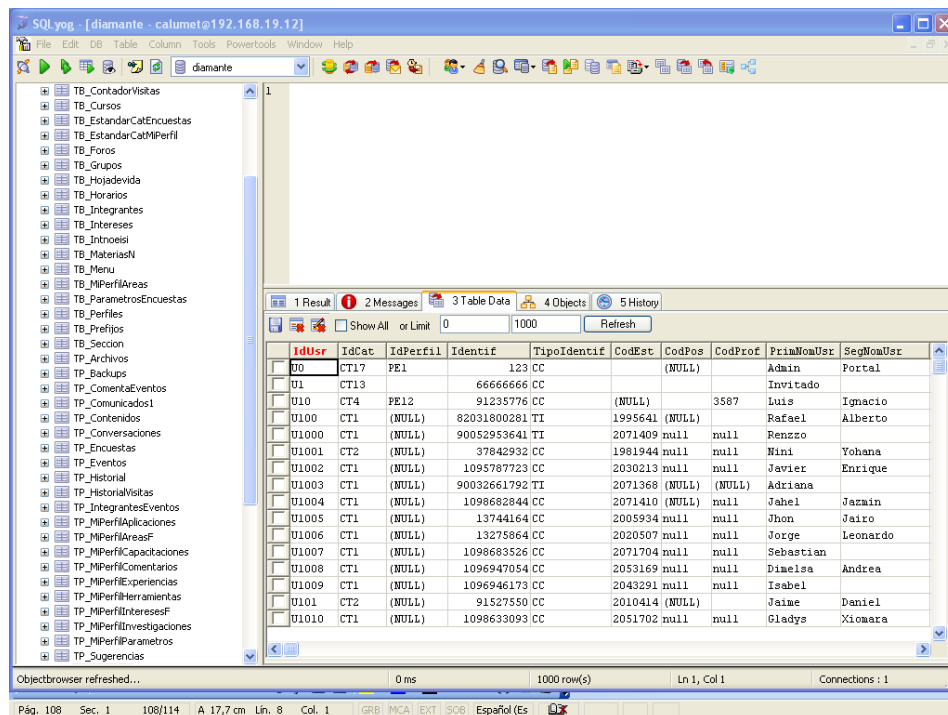 SQLyog - [diamante - calumet@192.168.19.12]
File Edit DB Table Column Tools Powertools Window Help
diamante
TB_ContadorVisitas
TB_Cursos
TB_EstandarCatEncuestas
TB_EstandarCatMiPerfil
TB_Foros
TB_Grupos
TB_Hojadevida
TB_Horarios
TB_Integrantes
TB_Intereses
TB_Intnoeisi
TB_MateriasN
TB_Menu
TB_MiPerfilAreas
TB_ParametrosEncuestas
TB_Perfiles
TB_Prefijos
TB_Seccion
TP_Archivos
TP_Backups
TP_ComentaEventos
TP_Comunicados1
TP_Contenidos
TP_Conversaciones
TP_Encuestas
TP_Eventos
TP_Historial
TP_HistorialVisitas
TP_IntegrantesEventos
TP_MiPerfilAplicaciones
TP_MiPerfilAreasF
TP_MiPerfilCapacitaciones
TP_MiPerfilComentarios
TP_MiPerfilExperiencias
TP_MiPerfilHerramientas
TP_MiPerfilInteresesF
TP_MiPerfilInvestigaciones
TP_MiPerfilParametros
TP_Sugerencias
1
1 Result 2 Messages 3 Table Data 4 Objects 5 History
Show All or Limit 0 1000 Refresh
IdUsr IdCat IdPerfil Identif TipoIdentif CodEst CodPos CodProf PrimNomUsr SegNomUsr
U0 CT17 PE1 123 CC (NULL) Admin Portal
U1 CT13 66666666 CC Invitado
U10 CT4 PE12 91235776 CC (NULL) 3587 Luis Ignacio
U100 CT1 (NULL) 82031800281 TI 1995641 (NULL) Rafael Alberto
U1000 CT1 (NULL) 90052953641 TI 2071409 null null Renzzo
U1001 CT2 (NULL) 37842932 CC 1981944 null null Nini Yohana
U1002 CT1 (NULL) 1095787723 CC 2030213 null null Javier Enrique
U1003 CT1 (NULL) 90032661792 TI 2071368 (NULL) (NULL) Adriana
U1004 CT1 (NULL) 1098682844 CC 2071410 (NULL) null Jahel Jazmin
U1005 CT1 (NULL) 13744164 CC 2005934 null null Jhon Jairo
U1006 CT1 (NULL) 13275864 CC 2020507 null null Jorge Leonardo
U1007 CT1 (NULL) 1098683526 CC 2071704 null null Sebastian
U1008 CT1 (NULL) 1096947054 CC 2053169 null null Dimelsa Andrea
U1009 CT1 (NULL) 1096946173 CC 2043291 null null Isabel
U101 CT2 (NULL) 91527550 CC 2010414 (NULL) Jaime Daniel
U1010 CT1 (NULL) 1098633093 CC 2051702 null null Gladys Xiomara
Objectbrowser refreshed... 0 ms 1000 row(s) Ln 1, Col 1 Connections : 1
Pág. 108 Sec. 1 108/114 A 17,7 cm Lín. 8 Col. 1 GRB MCA EXT SOB Español (Es